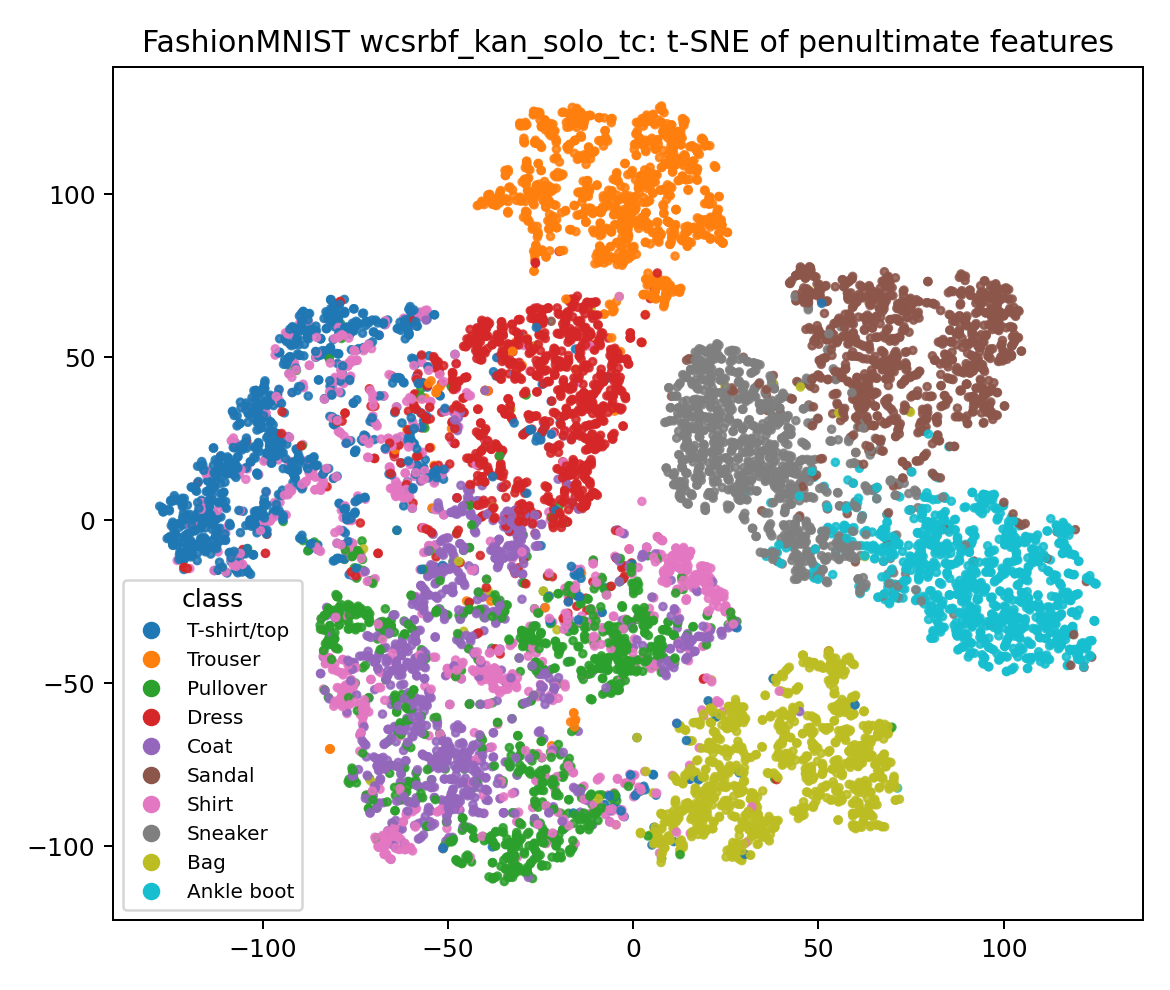 FashionMNIST wcsrbf_kan_solo_tc: t-SNE of penultimate features
100
50
0
−50
−100
class
T-shirt/top
Trouser
Pullover
Dress
Coat
Sandal
Shirt
Sneaker
Bag
Ankle boot
−100
−50
0
50
100